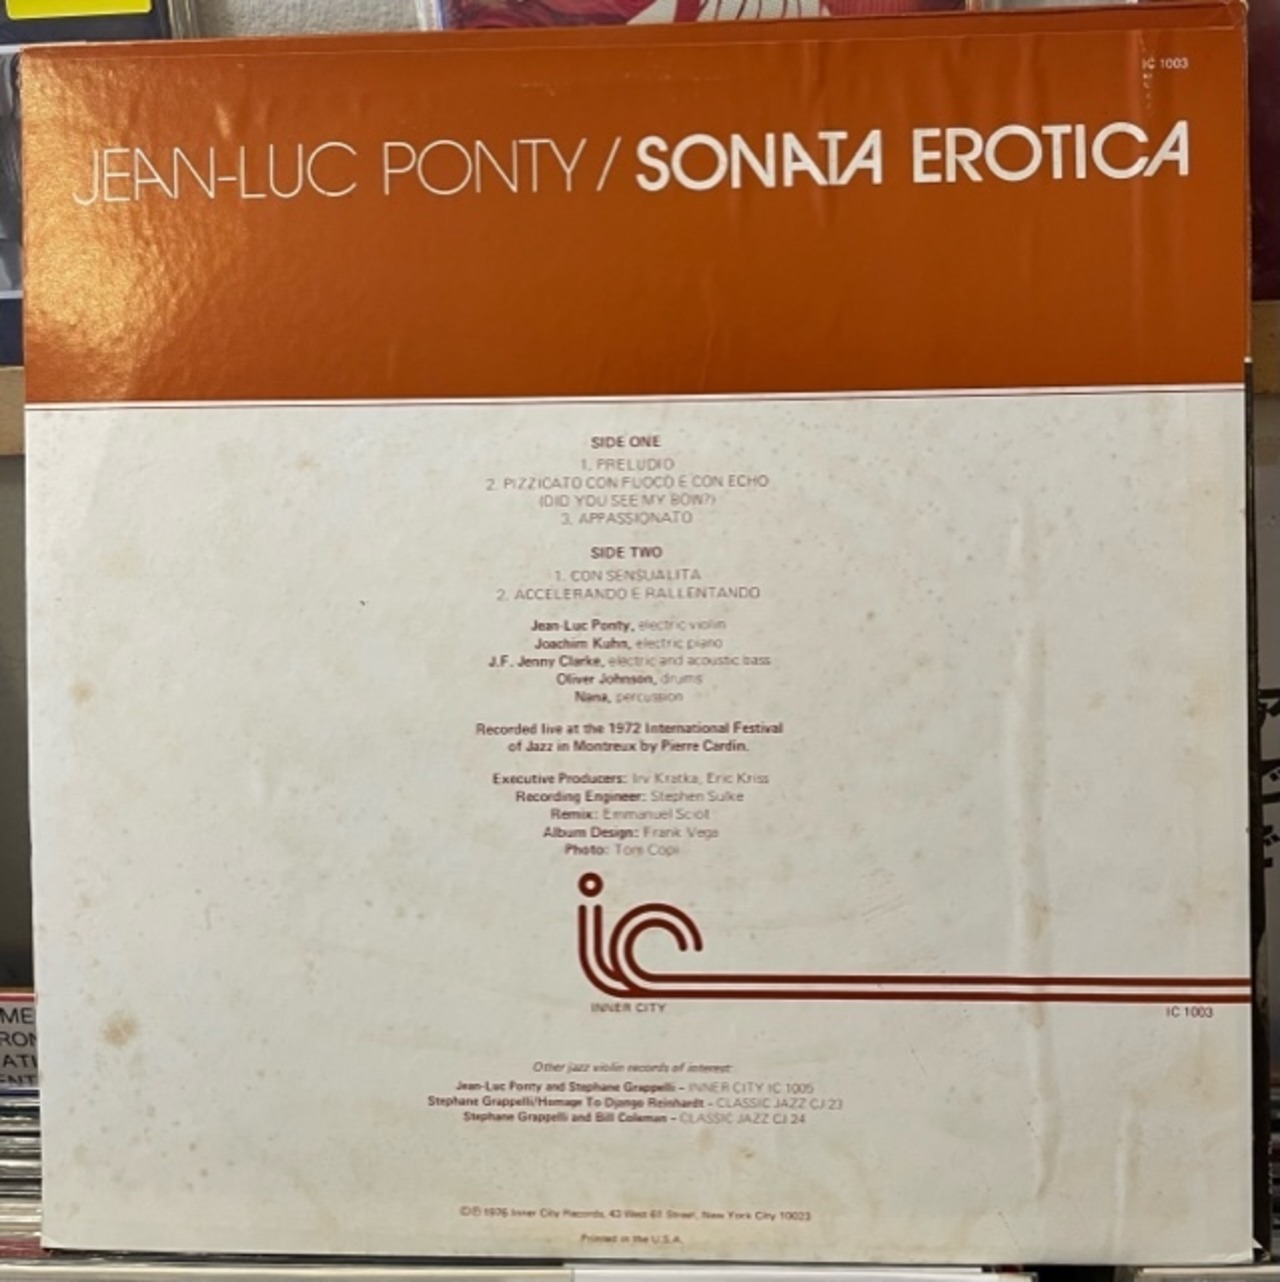 IC 1003
JEAN-LUC PONTY / SONATA EROTICA
SIDE ONE
1. PRELUDIO
2. PIZZICATO CON FUOCO E CON ECHO
(DID YOU SEE MY BOW?)
3. APPASSIONATO
SIDE TWO
1. CON SENSUALITA
2. ACCELERANDO E RALLENTANDO
Jean-Luc Ponty, electric violin
Joachim Kuhn, electric piano
J.F. Jenny Clarke, electric and acoustic bass
Oliver Johnson, drums
Nana, percussion
Recorded live at the 1972 International Festival
of Jazz in Montreux by Pierre Cardin.
Executive Producers: Irv Kratka, Eric Kriss
Recording Engineer: Stephen Sulke
Remix: Emmanuel Sciot
Album Design: Frank Vega
Photo: Tom Copi
ic
INNER CITY
IC 1003
Other jazz violin records of interest:
Jean-Luc Ponty and Stephane Grappelli - INNER CITY IC 1005
Stephane Grappelli/Homage To Django Reinhardt - CLASSIC JAZZ CJ 23
Stephane Grappelli and Bill Coleman - CLASSIC JAZZ CJ 24
©℗ 1976 Inner City Records, 43 West 61 Street, New York City 10023
Printed in the U.S.A.